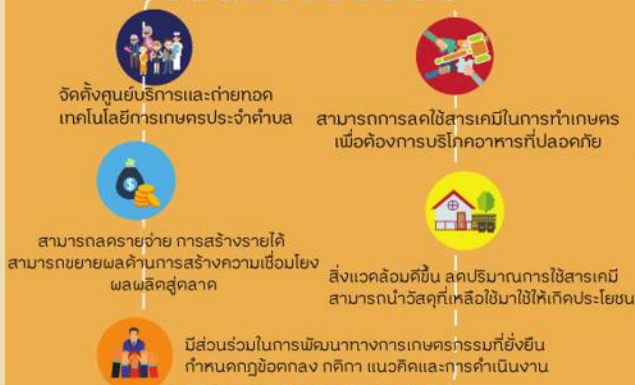 จัดตั้งศูนย์บริการและถ่ายทอด
เทคโนโลยีการเกษตรประจำตำบล
สามารถการลดใช้สารเคมีในการทำเกษตร
เพื่อต้องการบริโภคอาหารที่ปลอดภัย
สามารถลดรายจ่าย การสร้างรายได้
สามารถขยายผลด้านการสร้างความเชื่อมโยง
ผลผลิตสู่ตลาด
สิ่งแวดล้อมดีขึ้น ลดปริมาณการใช้สารเคมี
สามารถนำวัสดุที่เหลือใช้มาใช้ให้เกิดประโยชน
มีส่วนร่วมในการพัฒนาทางการเกษตรกรรมที่ยั่งยืน
กำหนดกฎข้อตกลง กติกา แนวคิดและการดำเนินงาน